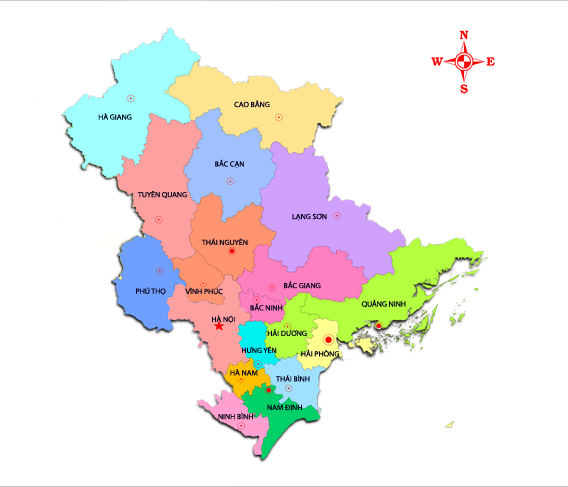 N
W E
S
HÀ GIANG
CAO BẰNG
BẮC CẠN
TUYÊN QUANG
LẠNG SƠN
THÁI NGUYÊN
PHÚ THỌ
VĨNH PHÚC
BẮC GIANG
QUẢNG NINH
BẮC NINH
HÀ NỘI
HẢI DƯƠNG
HƯNG YÊN
HẢI PHÒNG
HÀ NAM
THÁI BÌNH
NAM ĐỊNH
NINH BÌNH